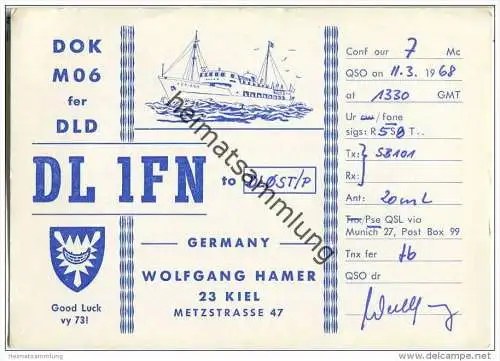 DOK
M06
fer
DLD
DL 1FN
to DLØST/P
GERMANY
WOLFGANG HAMER
23 KIEL
METZSTRASSE 47
Good Luck
vy 73!
Conf our 7 Mc
QSO on 11.3. 1968
at 1330 GMT
Ur cw/Fone
sigs: R 5 9 T..
Tx: SB101
Rx:
Ant: 20 m L
Tnx/Pse QSL via
Munich 27, Post Box 99
Tnx fer fb
QSO dr
heimatsammlung
heimatsammlung.de